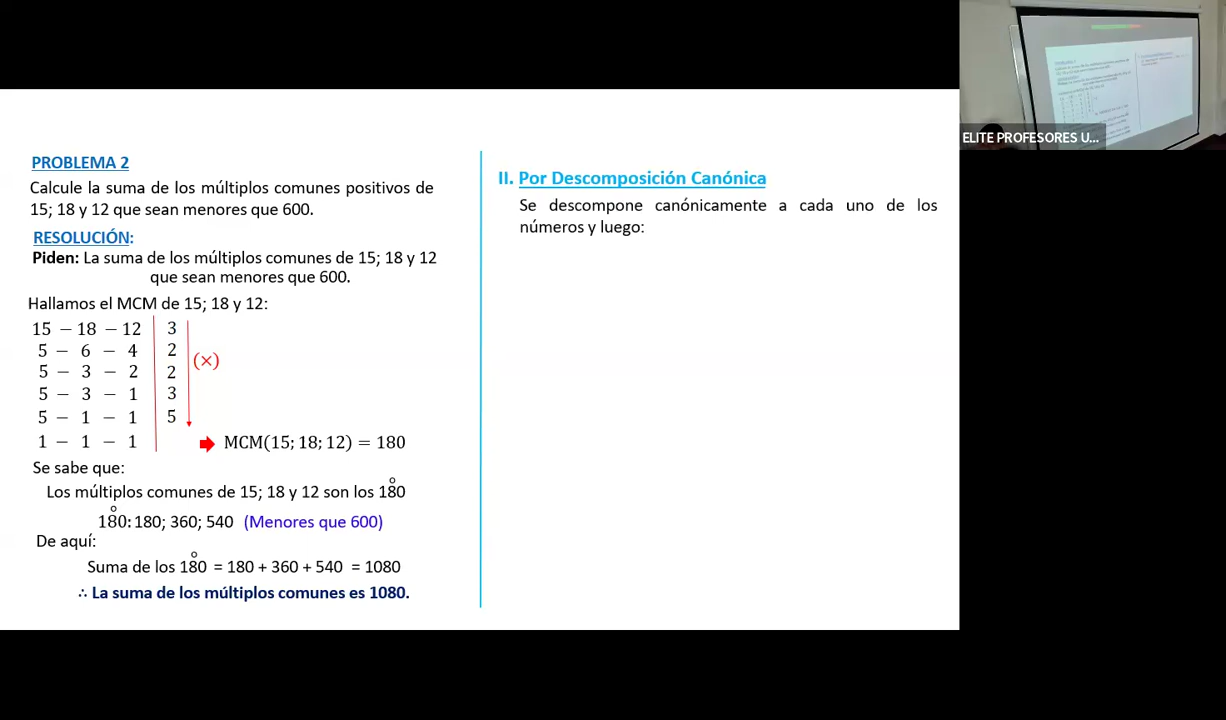 PROBLEMA 2
Calcule la suma de los múltiplos comunes positivos de
15; 18 y 12 que sean menores que 600.
RESOLUCIÓN:
Piden: La suma de los múltiplos comunes de 15; 18 y 12
que sean menores que 600.
Hallamos el MCM de 15; 18 y 12:
15 − 18 − 12 | 3
5 − 6 − 4 | 2
(×)
5 − 3 − 2 | 2
5 − 3 − 1 | 3
5 − 1 − 1 | 5
1 − 1 − 1
MCM(15; 18; 12) = 180
Se sabe que:
Los múltiplos comunes de 15; 18 y 12 son los 18̊0
18̊0: 180; 360; 540 (Menores que 600)
De aquí:
Suma de los 18̊0 = 180 + 360 + 540 = 1080
∴ La suma de los múltiplos comunes es 1080.
II. Por Descomposición Canónica
Se descompone canónicamente a cada uno de los
números y luego:
ELITE PROFESORES U...